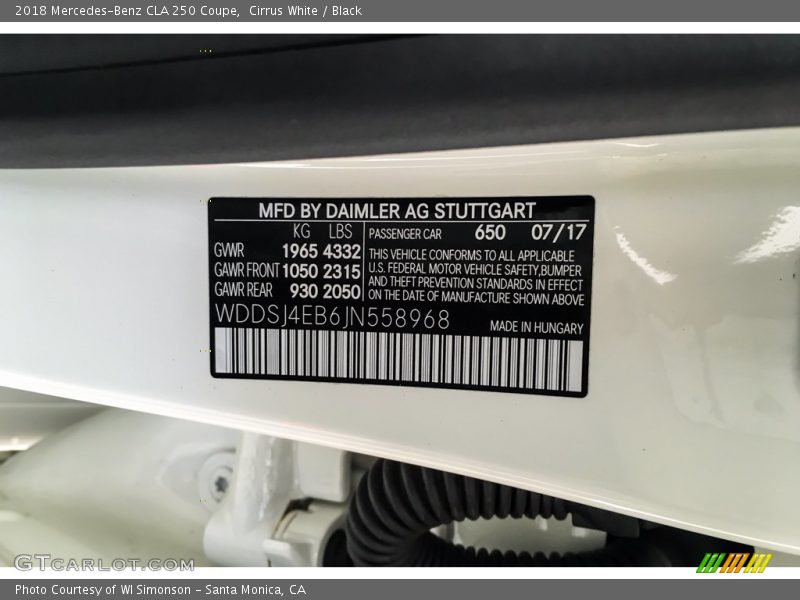 2018 Mercedes-Benz CLA 250 Coupe,  Cirrus White / Black
MFD BY DAIMLER AG STUTTGART
KG LBS
GVWR 1965 4332
GAWR FRONT 1050 2315
GAWR REAR 930 2050
PASSENGER CAR 650 07/17
THIS VEHICLE CONFORMS TO ALL APPLICABLE
U.S. FEDERAL MOTOR VEHICLE SAFETY,BUMPER
AND THEFT PREVENTION STANDARDS IN EFFECT
ON THE DATE OF MANUFACTURE SHOWN ABOVE
WDDSJ4EB6JN558968
MADE IN HUNGARY
GTCARLOT.COM
Photo Courtesy of WI Simonson - Santa Monica, CA